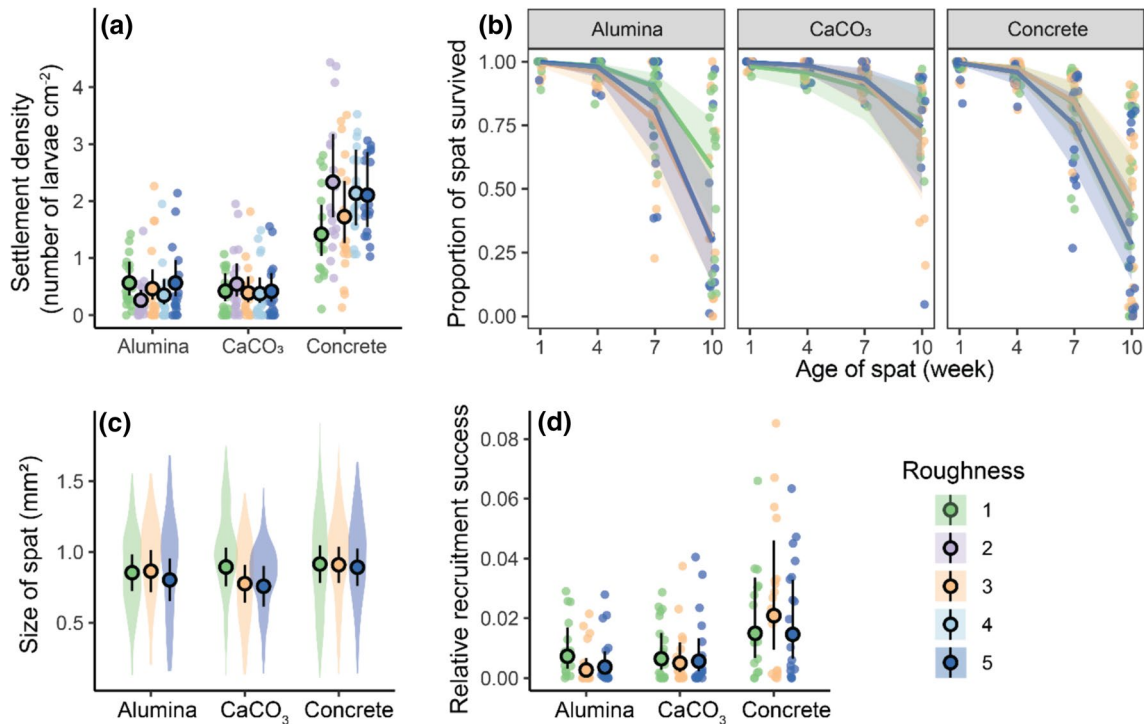 (a)
Settlement density
(number of larvae cm⁻²)
4
3
2
1
0
Alumina
CaCO₃
Concrete
(b)
Alumina
CaCO₃
Concrete
Proportion of spat survived
1.00
0.75
0.50
0.25
0.00
1 4 7 10
1 4 7 10
1 4 7 10
Age of spat (week)
(c)
Size of spat (mm²)
1.5
1.0
0.5
Alumina
CaCO₃
Concrete
(d)
Relative recruitment success
0.08
0.06
0.04
0.02
0.00
Alumina
CaCO₃
Concrete
Roughness
1
2
3
4
5